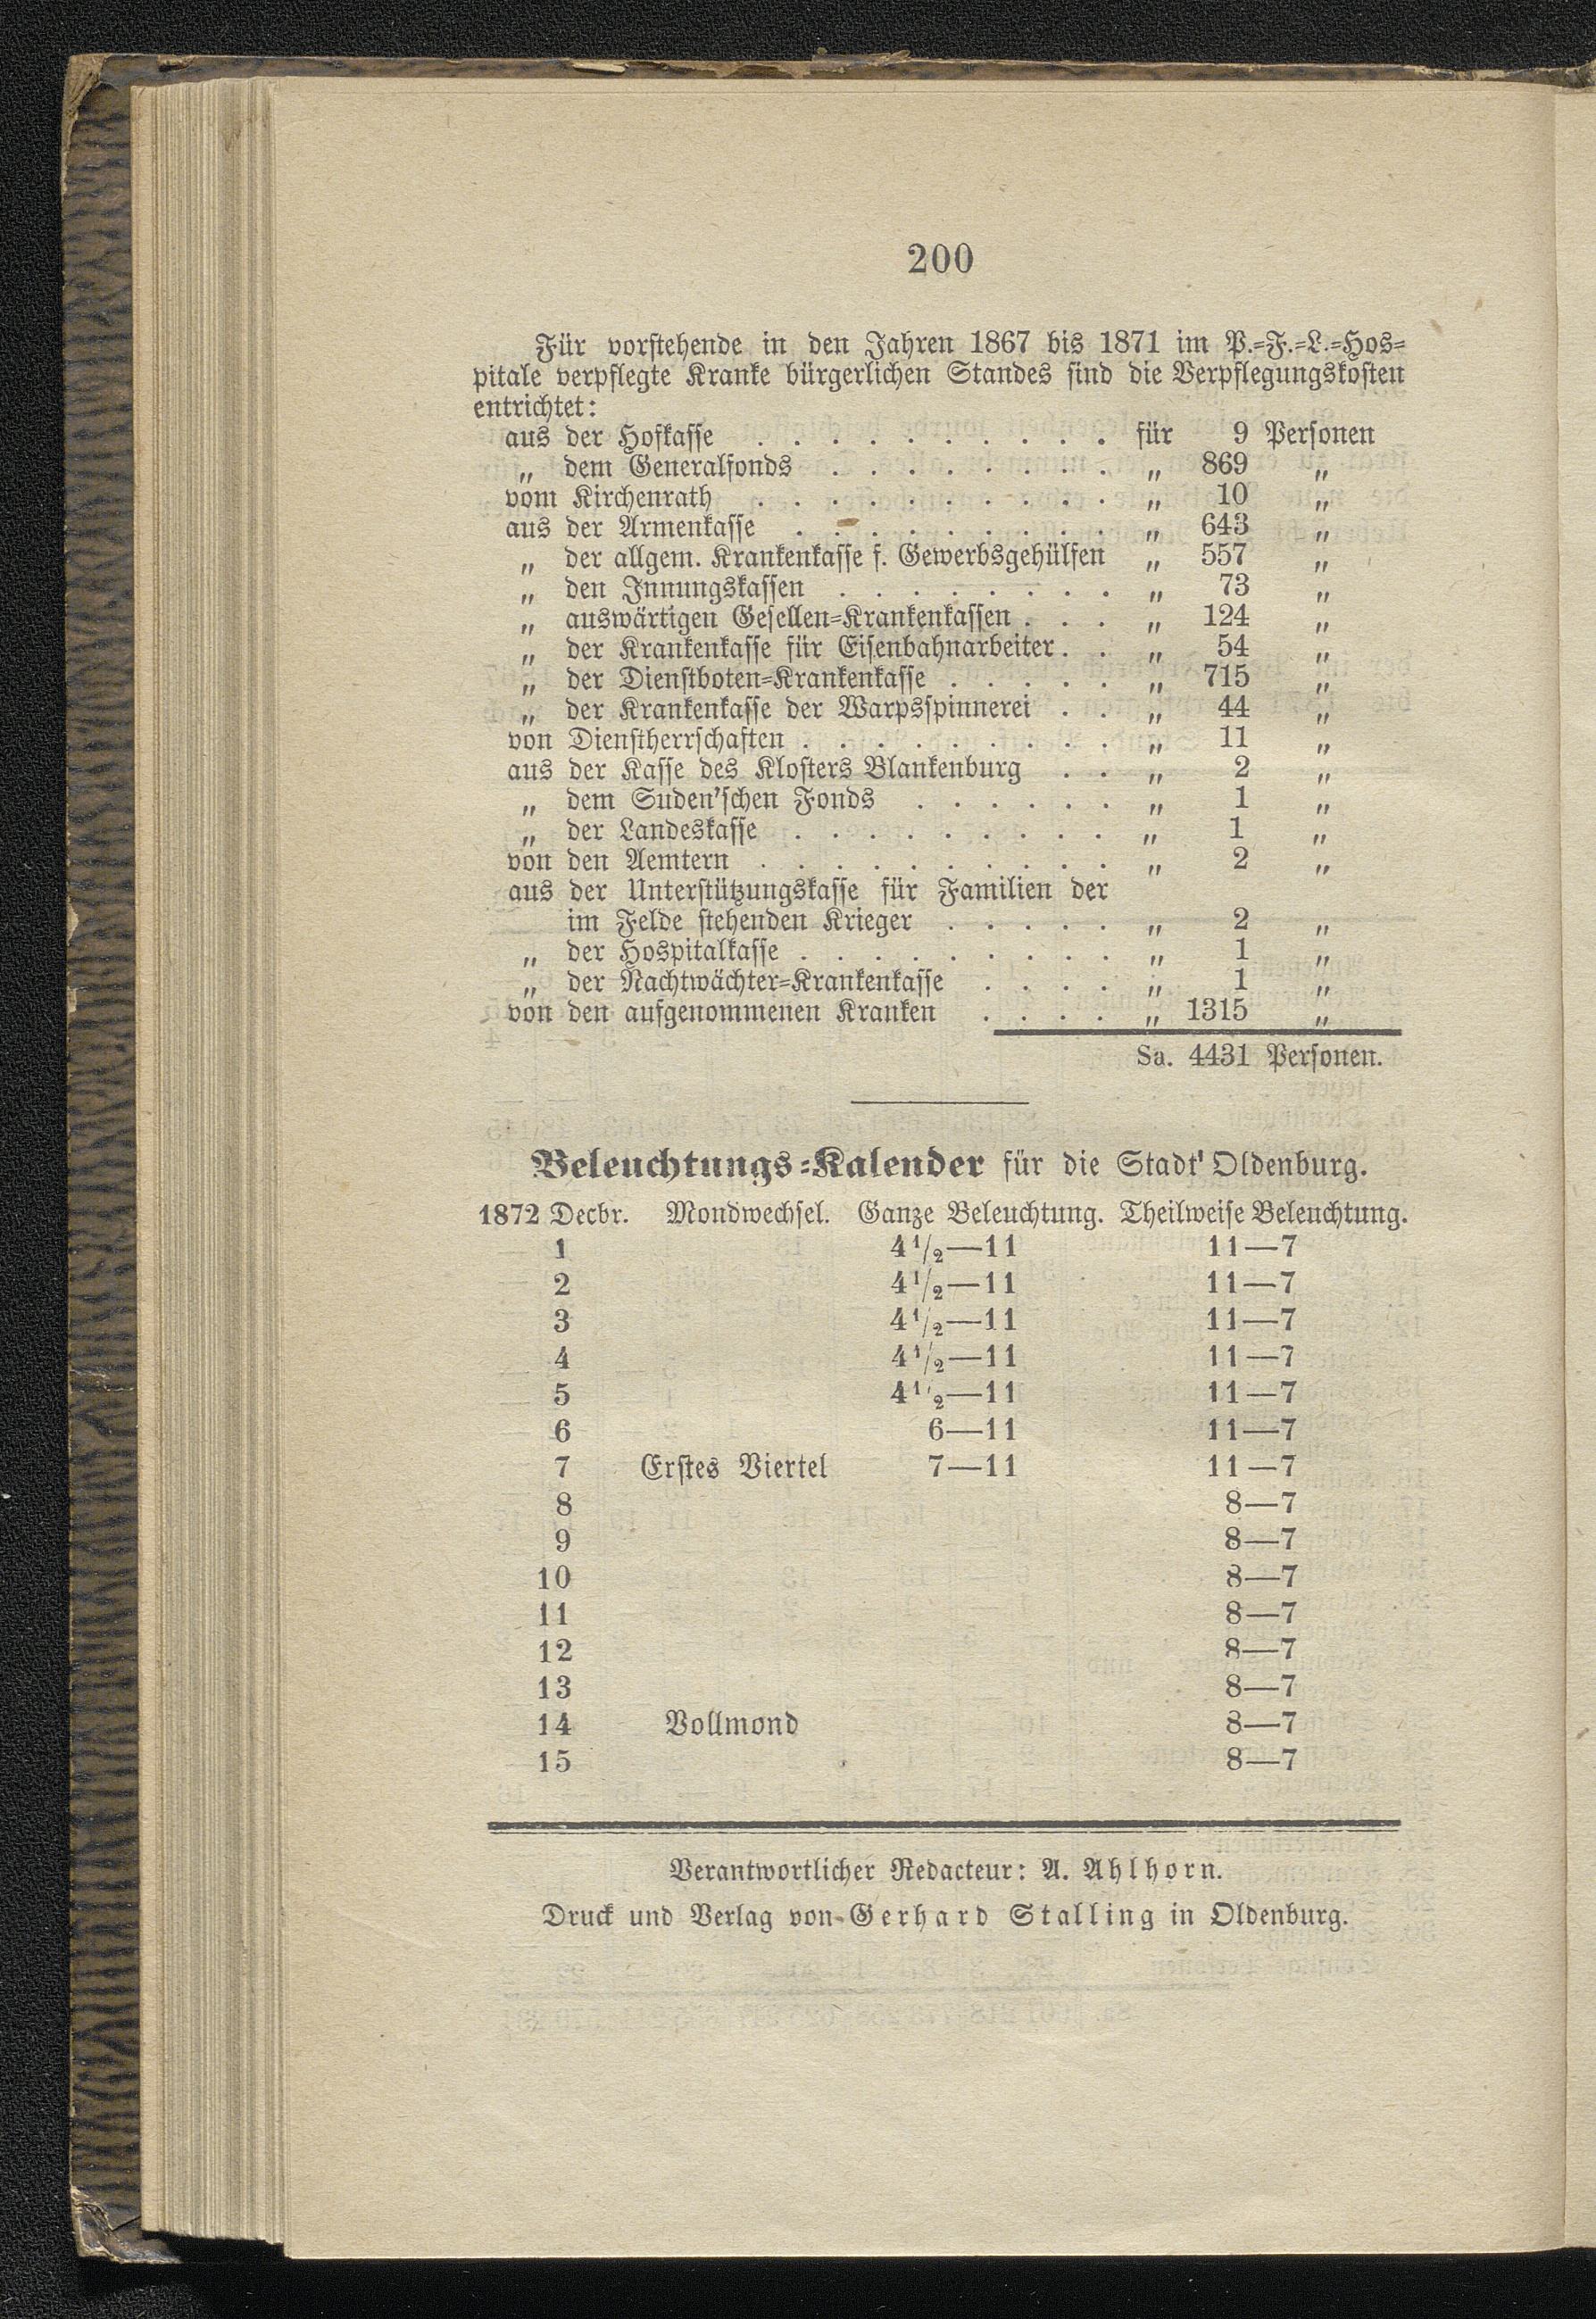 200
Für vorstehende in den Jahren 1867 bis 1871 im P.=F.=L.=Hos=
pitale verpflegte Kranke bürgerlichen Standes sind die Verpflegungskosten
entrichtet:
aus der Hofkasse . . . . . . . . . . für 9 Personen
„ dem Generalfonds . . . . . . . . „ 869 „
vom Kirchenrath . . . . . . . . . . „ 10 „
aus der Armenkasse . . . . . . . . . „ 643 „
„ der allgem. Krankenkasse f. Gewerbsgehülfen „ 557 „
„ den Innungskassen . . . . . . . . „ 73 „
„ auswärtigen Gesellen=Krankenkassen . . . „ 124 „
„ der Krankenkasse für Eisenbahnarbeiter . . „ 54 „
„ der Dienstboten=Krankenkasse . . . . . „ 715 „
„ der Krankenkasse der Warpsspinnerei . . „ 44 „
von Dienstherrschaften . . . . . . . . . „ 11 „
aus der Kasse des Klosters Blankenburg . . „ 2 „
„ dem Suden'schen Fonds . . . . . . „ 1 „
„ der Landeskasse . . . . . . . . . „ 1 „
von den Aemtern . . . . . . . . . . „ 2 „
aus der Unterstützungskasse für Familien der
im Felde stehenden Krieger . . . . . „ 2 „
„ der Hospitalkasse . . . . . . . . . „ 1 „
„ der Nachtwächter=Krankenkasse . . . . „ 1 „
von den aufgenommenen Kranken . . . . „ 1315 „
Sa. 4431 Personen.
Beleuchtungs=Kalender für die Stadt' Oldenburg.
1872 Decbr. Mondwechsel. Ganze Beleuchtung. Theilweise Beleuchtung.
1 4 1/2—11 11—7
2 4 1/2—11 11—7
3 4 1/2—11 11—7
4 4 1/2—11 11—7
5 4 1/2—11 11—7
6 6—11 11—7
7 Erstes Viertel 7—11 11—7
8 8—7
9 8—7
10 8—7
11 8—7
12 8—7
13 8—7
14 Vollmond 8—7
15 8—7
Verantwortlicher Redacteur: A. Ahlhorn.
Druck und Verlag von Gerhard Stalling in Oldenburg.